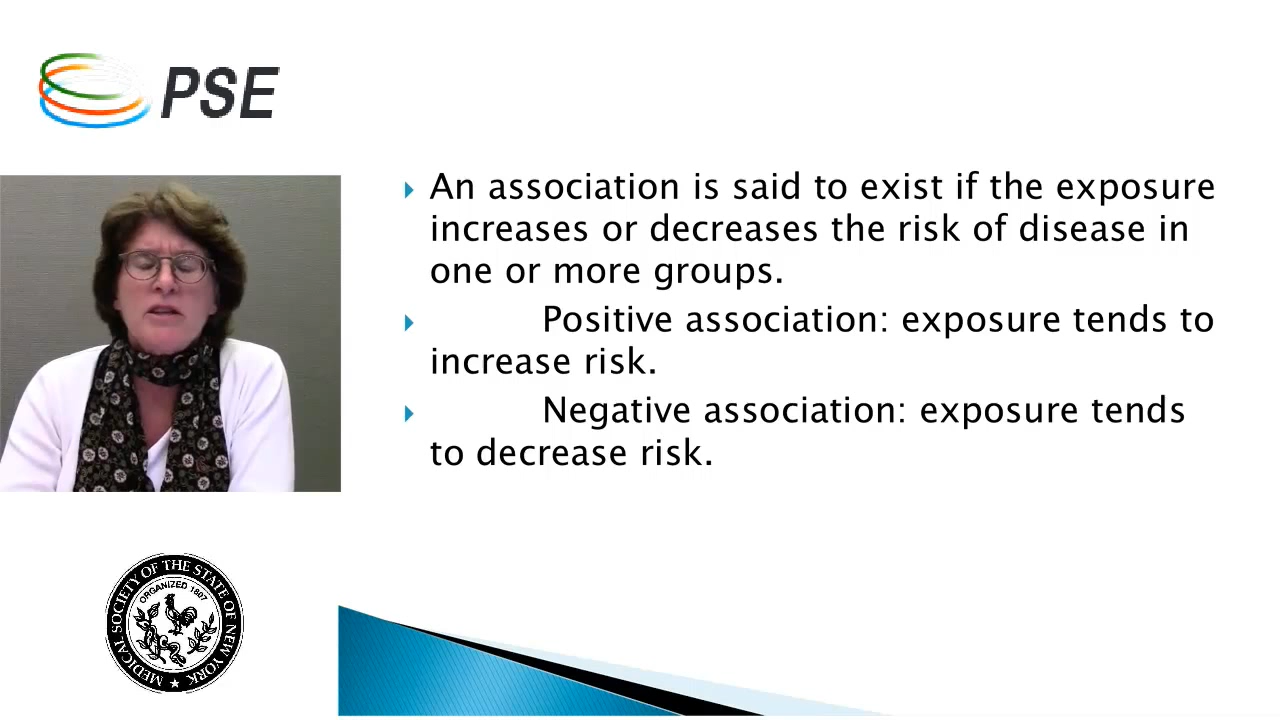 PSE
An association is said to exist if the exposure
increases or decreases the risk of disease in
one or more groups.
Positive association: exposure tends to
increase risk.
Negative association: exposure tends
to decrease risk.
MEDICAL SOCIETY OF THE STATE OF NEW YORK
ORGANIZED 1807